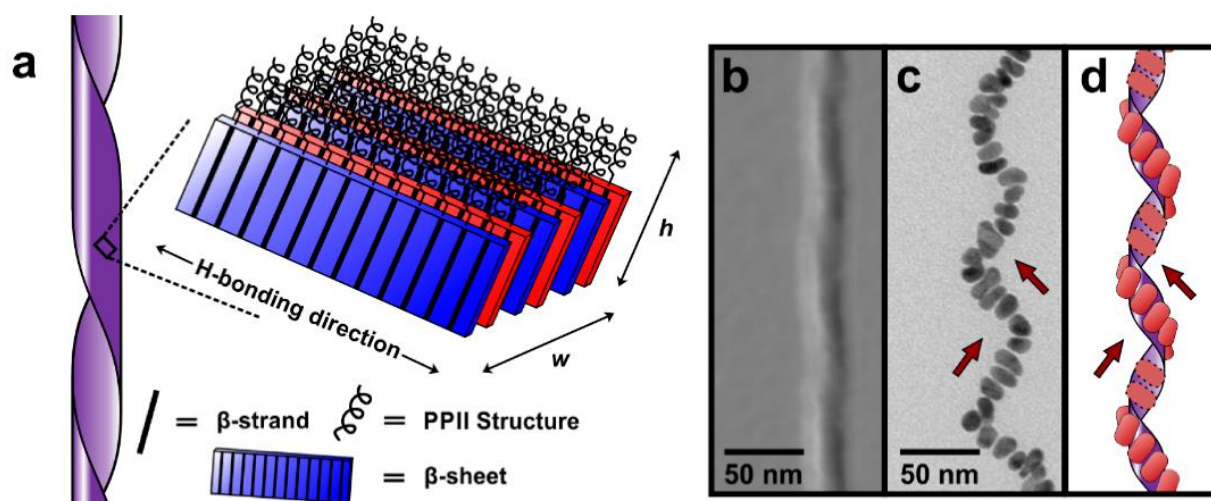 a
h
H-bonding direction
w
= β-strand
= PPII Structure
= β-sheet
b
50 nm
c
50 nm
d